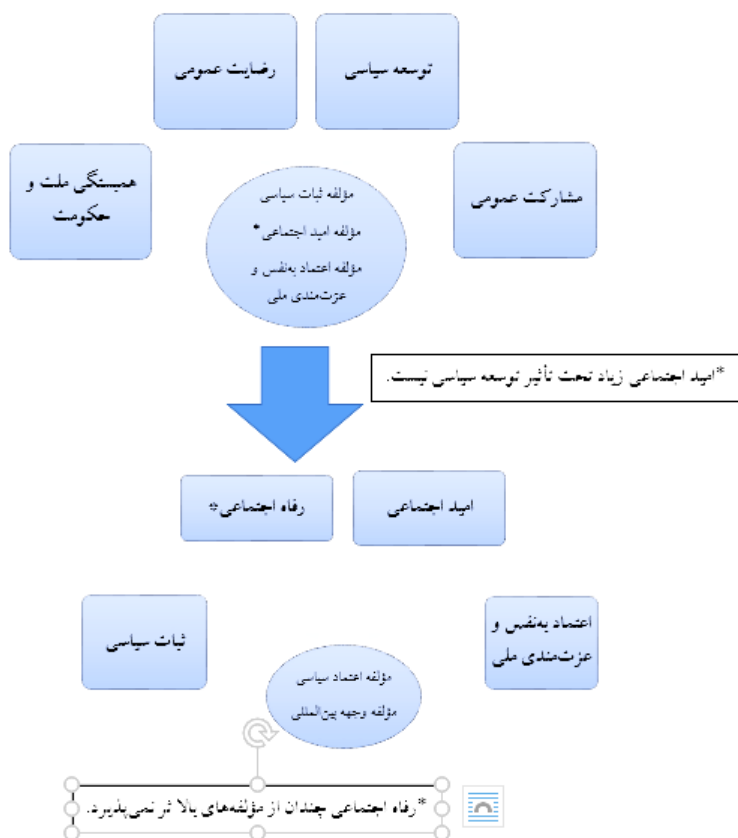 توسعه سیاسی
رضایت عمومی
مشارکت عمومی
همبستگی ملت و
حکومت
مؤلفه ثبات سیاسی
مؤلفه امید اجتماعی*
مؤلفه اعتماد به‌نفس و
عزت‌مندی ملی
*امید اجتماعی زیاد تحت تأثیر توسعه سیاسی نیست.
امید اجتماعی
رفاه اجتماعی*
اعتماد به‌نفس و
عزت‌مندی ملی
ثبات سیاسی
مؤلفه اعتماد سیاسی
مؤلفه وجهه بین‌المللی
*رفاه اجتماعی چندان از مؤلفه‌های بالا ثر نمی‌پذیرد.